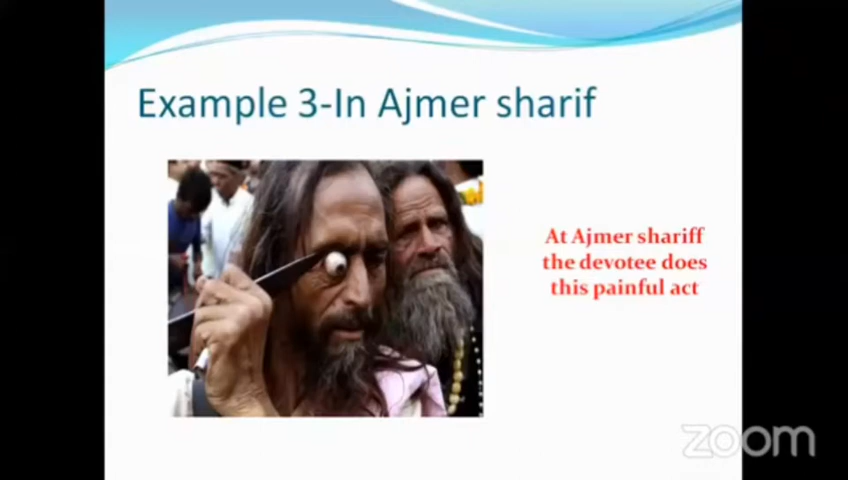 Example 3-In Ajmer sharif
At Ajmer shariff
the devotee does
this painful act
zoom